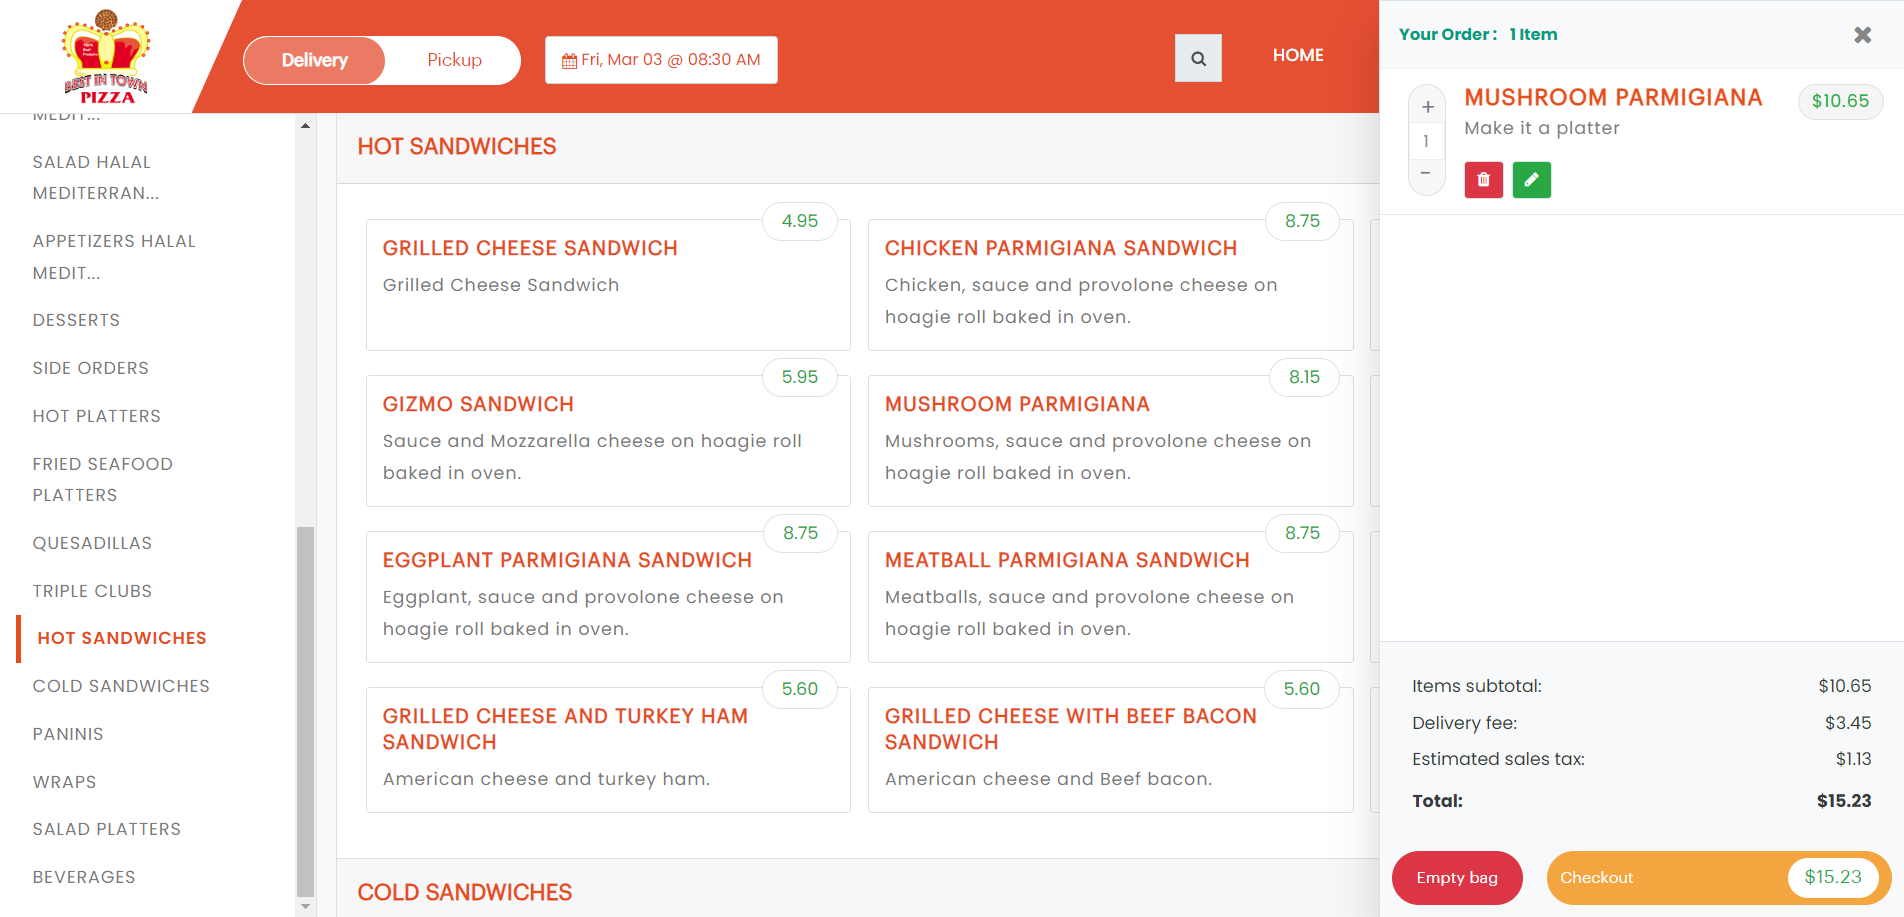 BEST IN TOWN
PIZZA
Delivery
Pickup
Fri, Mar 03 @ 08:30 AM
HOME
MEDIT...
SALAD HALAL
MEDITERRAN...
APPETIZERS HALAL
MEDIT...
DESSERTS
SIDE ORDERS
HOT PLATTERS
FRIED SEAFOOD
PLATTERS
QUESADILLAS
TRIPLE CLUBS
HOT SANDWICHES
COLD SANDWICHES
PANINIS
WRAPS
SALAD PLATTERS
BEVERAGES
HOT SANDWICHES
4.95
GRILLED CHEESE SANDWICH
Grilled Cheese Sandwich
8.75
CHICKEN PARMIGIANA SANDWICH
Chicken, sauce and provolone cheese on
hoagie roll baked in oven.
5.95
GIZMO SANDWICH
Sauce and Mozzarella cheese on hoagie roll
baked in oven.
8.15
MUSHROOM PARMIGIANA
Mushrooms, sauce and provolone cheese on
hoagie roll baked in oven.
8.75
EGGPLANT PARMIGIANA SANDWICH
Eggplant, sauce and provolone cheese on
hoagie roll baked in oven.
8.75
MEATBALL PARMIGIANA SANDWICH
Meatballs, sauce and provolone cheese on
hoagie roll baked in oven.
5.60
GRILLED CHEESE AND TURKEY HAM
SANDWICH
American cheese and turkey ham.
5.60
GRILLED CHEESE WITH BEEF BACON
SANDWICH
American cheese and Beef bacon.
COLD SANDWICHES
Your Order : 1 Item
+
1
−
MUSHROOM PARMIGIANA
$10.65
Make it a platter
Items subtotal: $10.65
Delivery fee: $3.45
Estimated sales tax: $1.13
Total: $15.23
Empty bag
Checkout $15.23